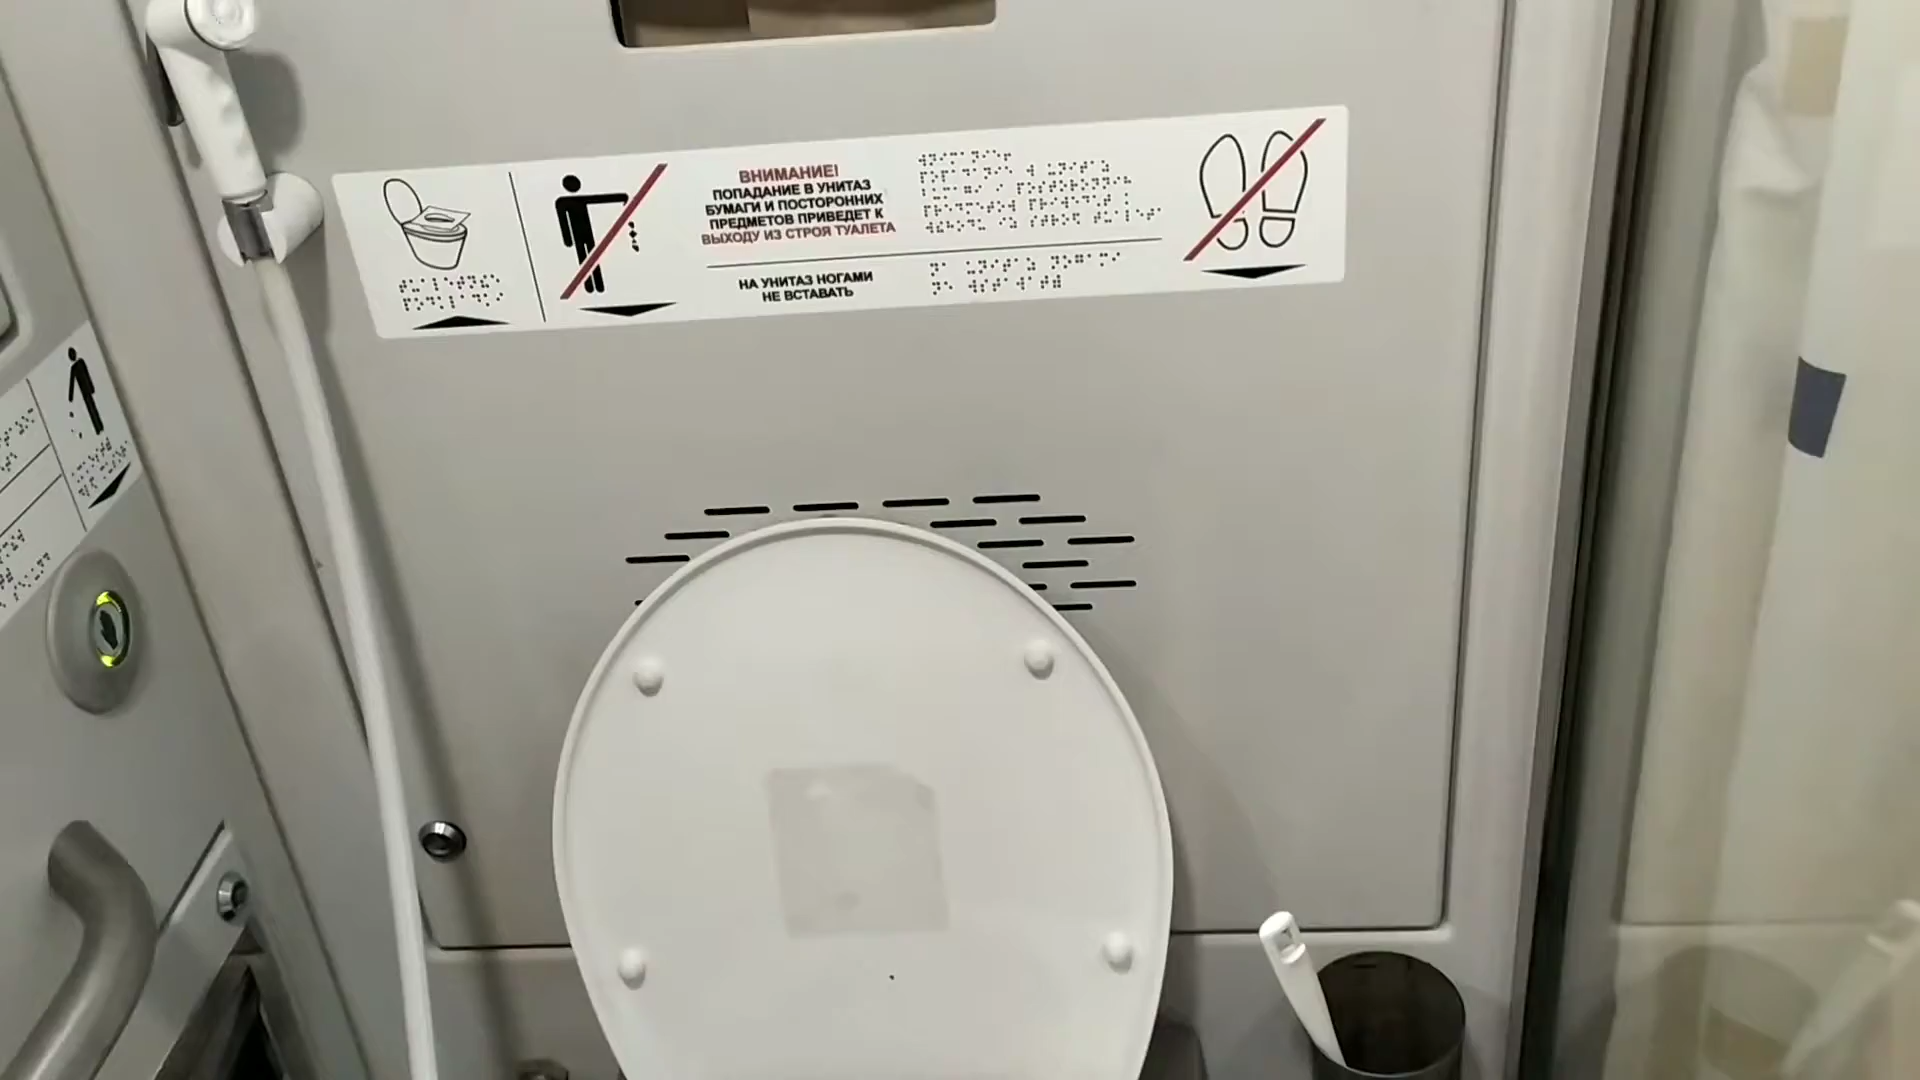 ВНИМАНИЕ!
ПОПАДАНИЕ В УНИТАЗ
БУМАГИ И ПОСТОРОННИХ
ПРЕДМЕТОВ ПРИВЕДЕТ К
ВЫХОДУ ИЗ СТРОЯ ТУАЛЕТА
НА УНИТАЗ НОГАМИ
НЕ ВСТАВАТЬ